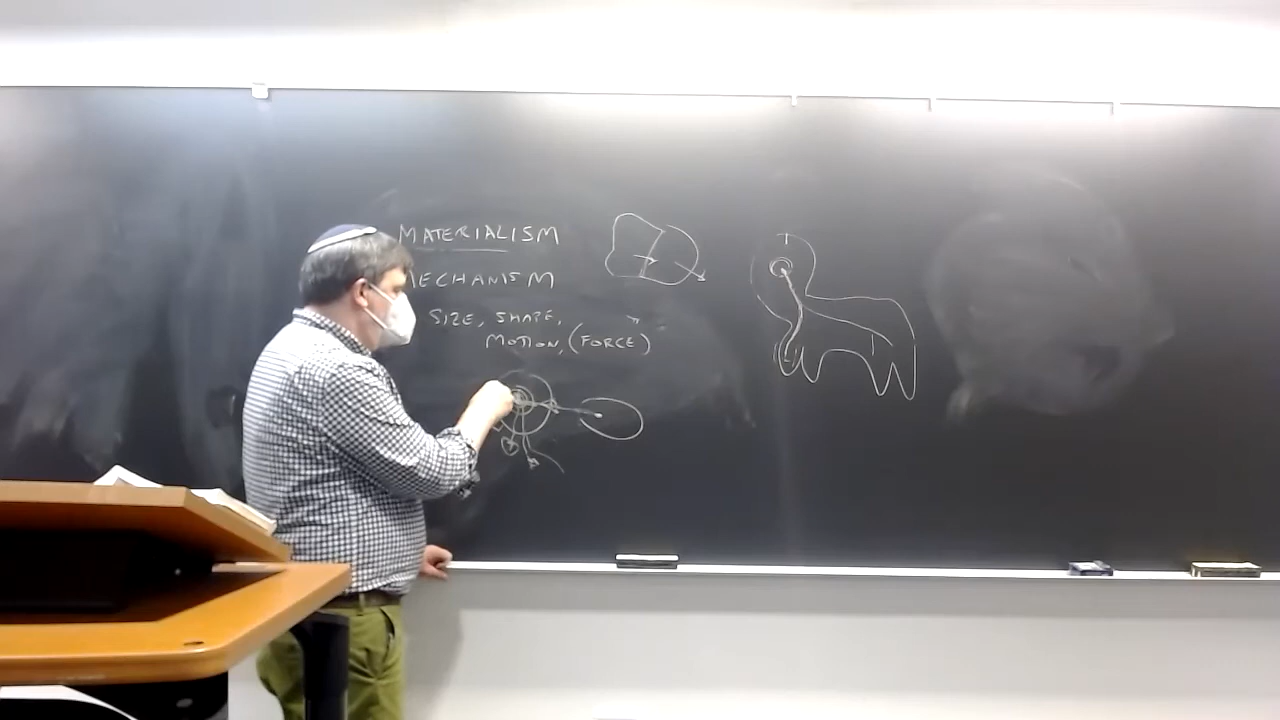 MATERIALISM
MECHANISM
SIZE, SHAPE,
MOTION, (FORCE)